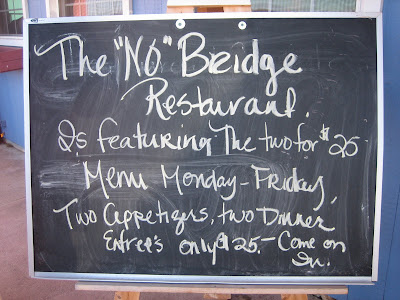 The "NO" Bridge
Restaurant.
Is featuring The two for $25
Menu Monday-Friday,
Two Appetizers, two Dinner
Entree's only $25.- Come on
In.